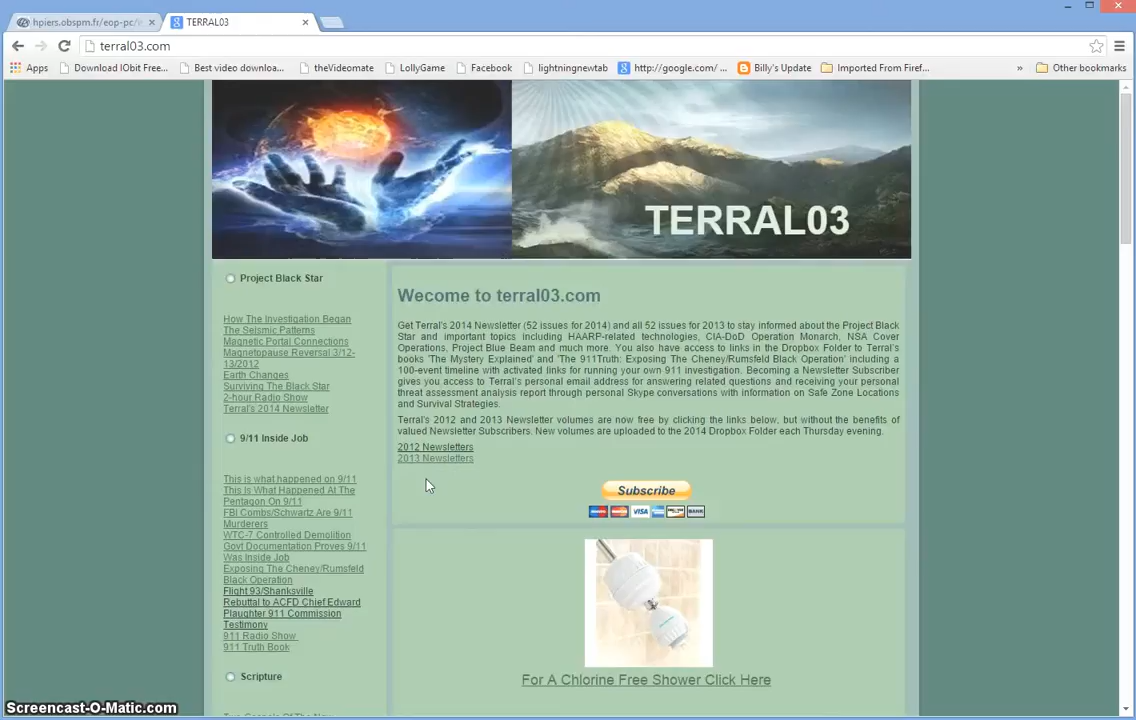 hpiers.obspm.fr/eop-pc/
TERRAL03
terral03.com
Apps
Download IObit Free...
Best video downloa...
theVideomate
LollyGame
Facebook
lightningnewtab
http://google.com/ ...
Billy's Update
Imported From Firef...
»
Other bookmarks
TERRAL03
Project Black Star
How The Investigation Began
The Seismic Patterns
Magnetic Portal Connections
Magnetopause Reversal 3/12-
13/2012
Earth Changes
Surviving The Black Star
2-hour Radio Show
Terral's 2014 Newsletter
9/11 Inside Job
This is what happened on 9/11
This Is What Happened At The
Pentagon On 9/11
FBI Combs/Schwartz Are 9/11
Murderers
WTC-7 Controlled Demolition
Govt Documentation Proves 9/11
Was Inside Job
Exposing The Cheney/Rumsfeld
Black Operation
Flight 93/Shanksville
Rebuttal to ACFD Chief Edward
Plaughter 911 Commission
Testimony
911 Radio Show
911 Truth Book
Scripture
Two Gospels Of The New
Wecome to terral03.com
Get Terral's 2014 Newsletter (52 issues for 2014) and all 52 issues for 2013 to stay informed about the Project Black
Star and important topics including HAARP-related technologies, CIA-DoD Operation Monarch, NSA Cover
Operations, Project Blue Beam and much more. You also have access to links in the Dropbox Folder to Terral's
books 'The Mystery Explained' and 'The 911Truth: Exposing The Cheney/Rumsfeld Black Operation' including a
100-event timeline with activated links for running your own 911 investigation. Becoming a Newsletter Subscriber
gives you access to Terral's personal email address for answering related questions and receiving your personal
threat assessment analysis report through personal Skype conversations with information on Safe Zone Locations
and Survival Strategies.
Terral's 2012 and 2013 Newsletter volumes are now free by clicking the links below, but without the benefits of
valued Newsletter Subscribers. New volumes are uploaded to the 2014 Dropbox Folder each Thursday evening.
2012 Newsletters
2013 Newsletters
Subscribe
VISA
BANK
For A Chlorine Free Shower Click Here
Screencast-O-Matic.com